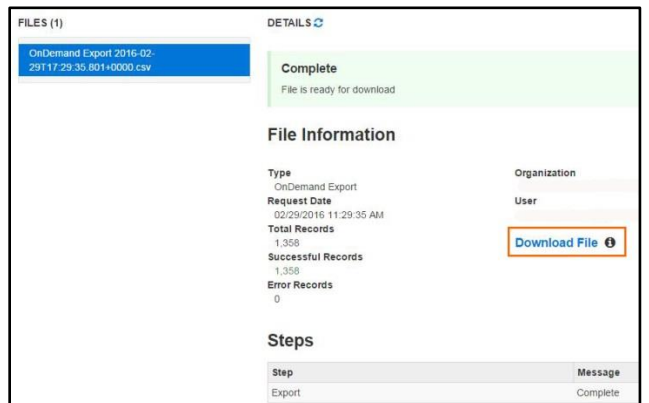 FILES (1)
DETAILS
OnDemand Export 2016-02-
29T17:29:35.801+0000.csv
Complete
File is ready for download
File Information
Type
OnDemand Export
Request Date
02/29/2016 11:29:35 AM
Total Records
1,358
Successful Records
1,358
Error Records
0
Organization
User
Download File
Steps
Step Message
Export Complete